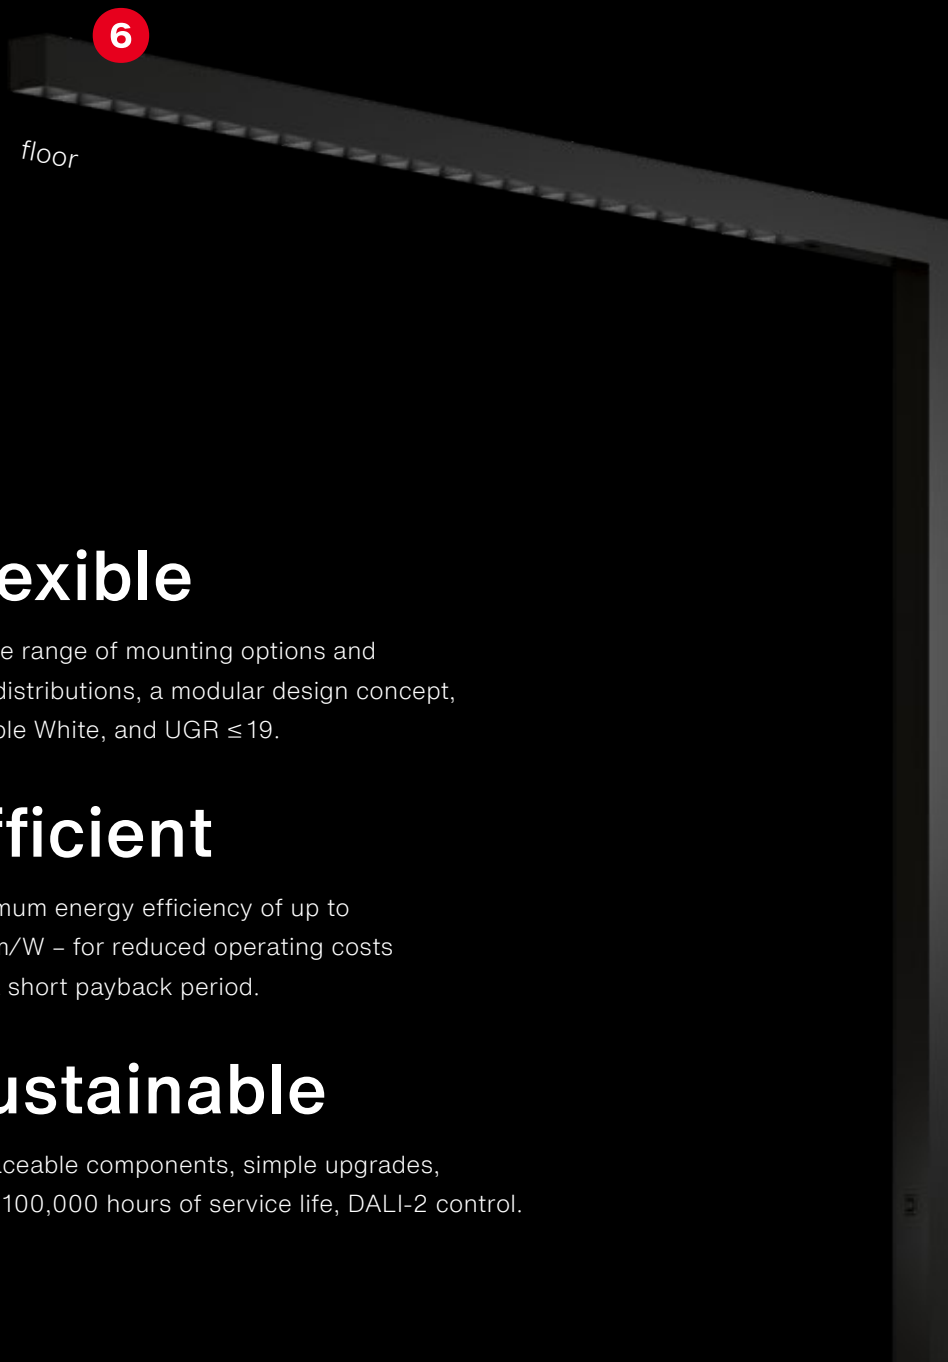 6
floor
exible
e range of mounting options and
distributions, a modular design concept,
ble White, and UGR ≤ 19.
fficient
mum energy efficiency of up to
m/W – for reduced operating costs
short payback period.
ustainable
aceable components, simple upgrades,
100,000 hours of service life, DALI-2 control.